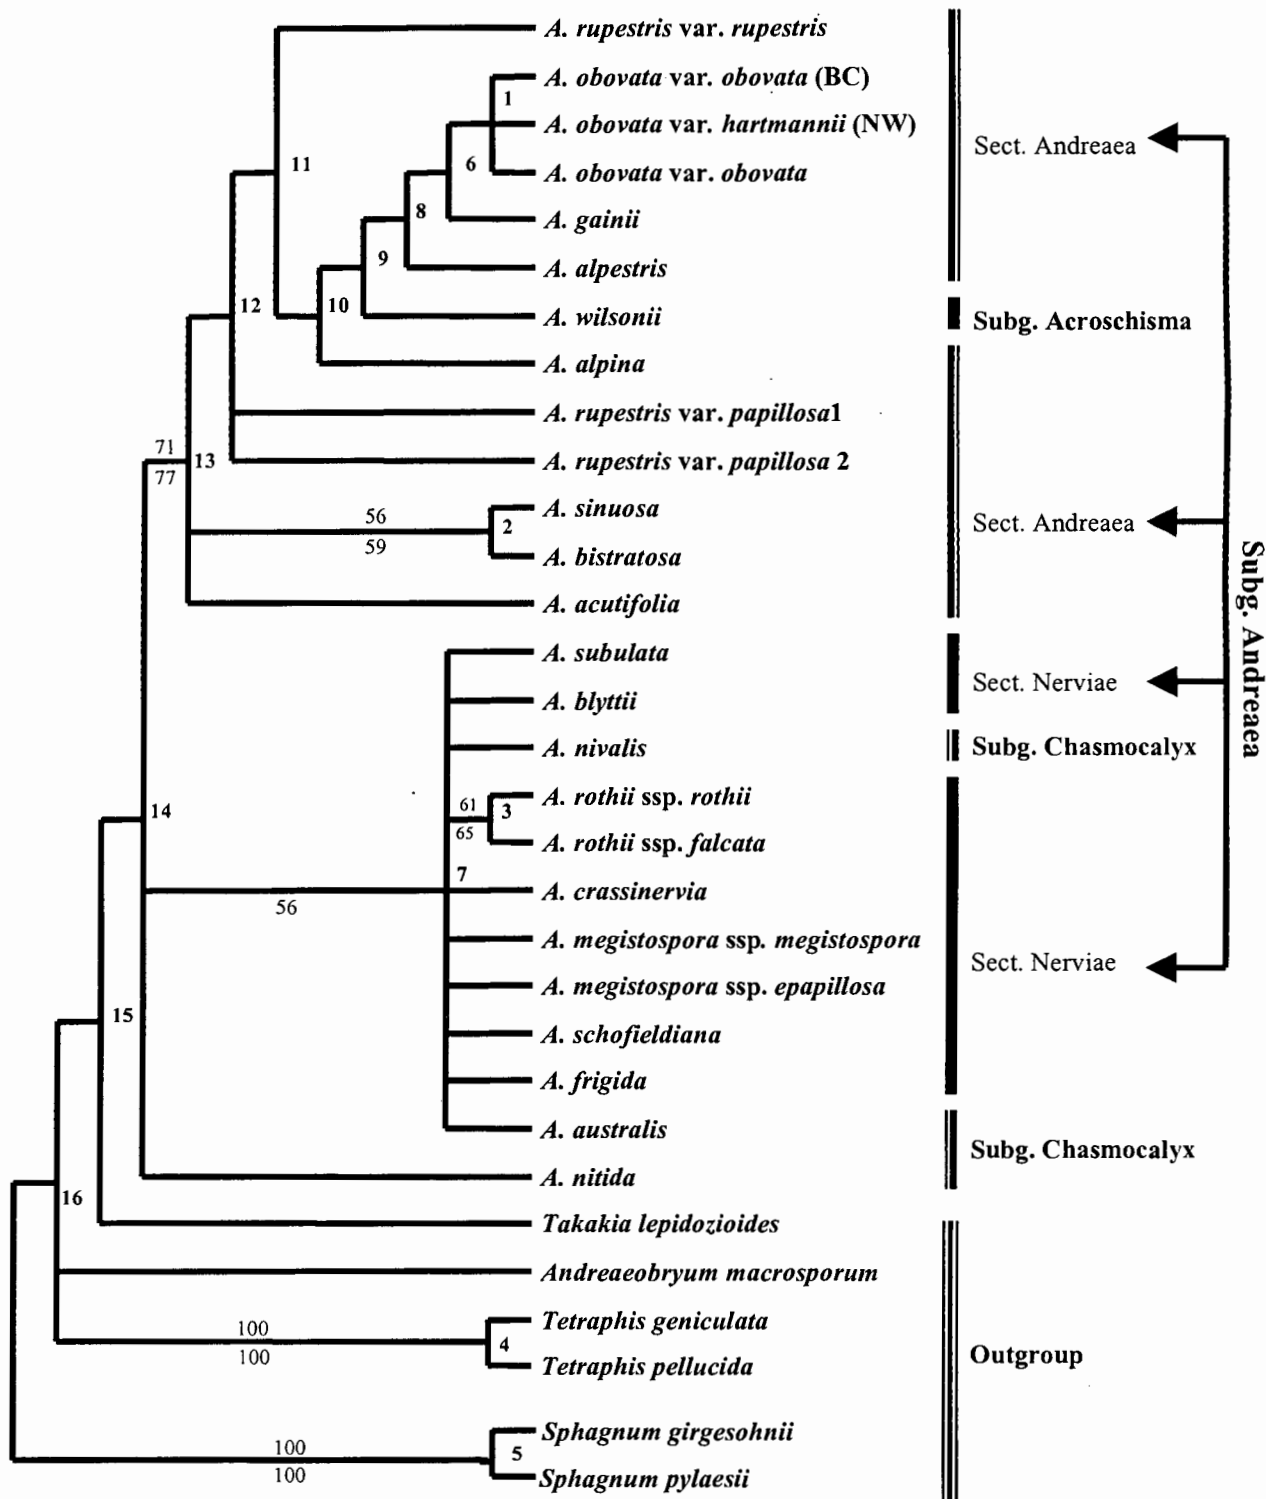 A. rupestris var. rupestris
A. obovata var. obovata (BC)
1
A. obovata var. hartmannii (NW)
Sect. Andreaea
11
6
A. obovata var. obovata
8
A. gainii
9
A. alpestris
12
10
A. wilsonii
Subg. Acroschisma
A. alpina
A. rupestris var. papillosa1
71
13
A. rupestris var. papillosa 2
77
A. sinuosa
56
2
Sect. Andreaea
59
A. bistratosa
A. acutifolia
Subg. Andreaea
A. subulata
Sect. Nerviae
A. blyttii
A. nivalis
Subg. Chasmocalyx
A. rothii ssp. rothii
61
3
14
65
A. rothii ssp. falcata
7
A. crassinervia
56
A. megistospora ssp. megistospora
Sect. Nerviae
A. megistospora ssp. epapillosa
15
A. schofieldiana
A. frigida
A. australis
Subg. Chasmocalyx
A. nitida
16
Takakia lepidozioides
Andreaeobryum macrosporum
Tetraphis geniculata
100
4
100
Outgroup
Tetraphis pellucida
Sphagnum girgesohnii
100
5
100
Sphagnum pylaesii